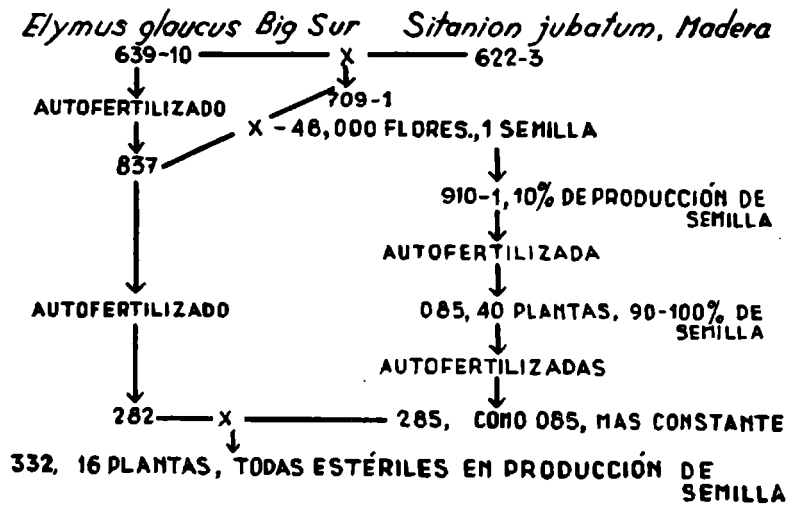 Elymus glaucus Big Sur Sitanion jubatum, Madera
639-10 X 622-3
709-1
AUTOFERTILIZADO
X - 48,000 FLORES., 1 SEMILLA
837
910-1, 10% DE PRODUCCIÓN DE
SEMILLA
AUTOFERTILIZADA
AUTOFERTILIZADO
085, 40 PLANTAS, 90-100% DE
SEMILLA
AUTOFERTILIZADAS
282 X 285, COMO 085, MAS CONSTANTE
332, 16 PLANTAS, TODAS ESTÉRILES EN PRODUCCIÓN DE
SEMILLA